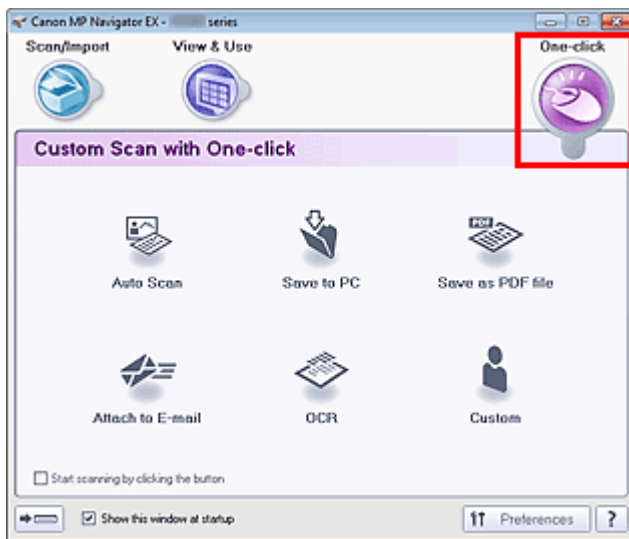 Canon MP Navigator EX - series
Scan/Import View & Use One-click
Custom Scan with One-click
Auto Scan Save to PC Save as PDF file
PDF
Attach to E-mail OCR Custom
Start scanning by clicking the button
Show this window at startup Preferences ?